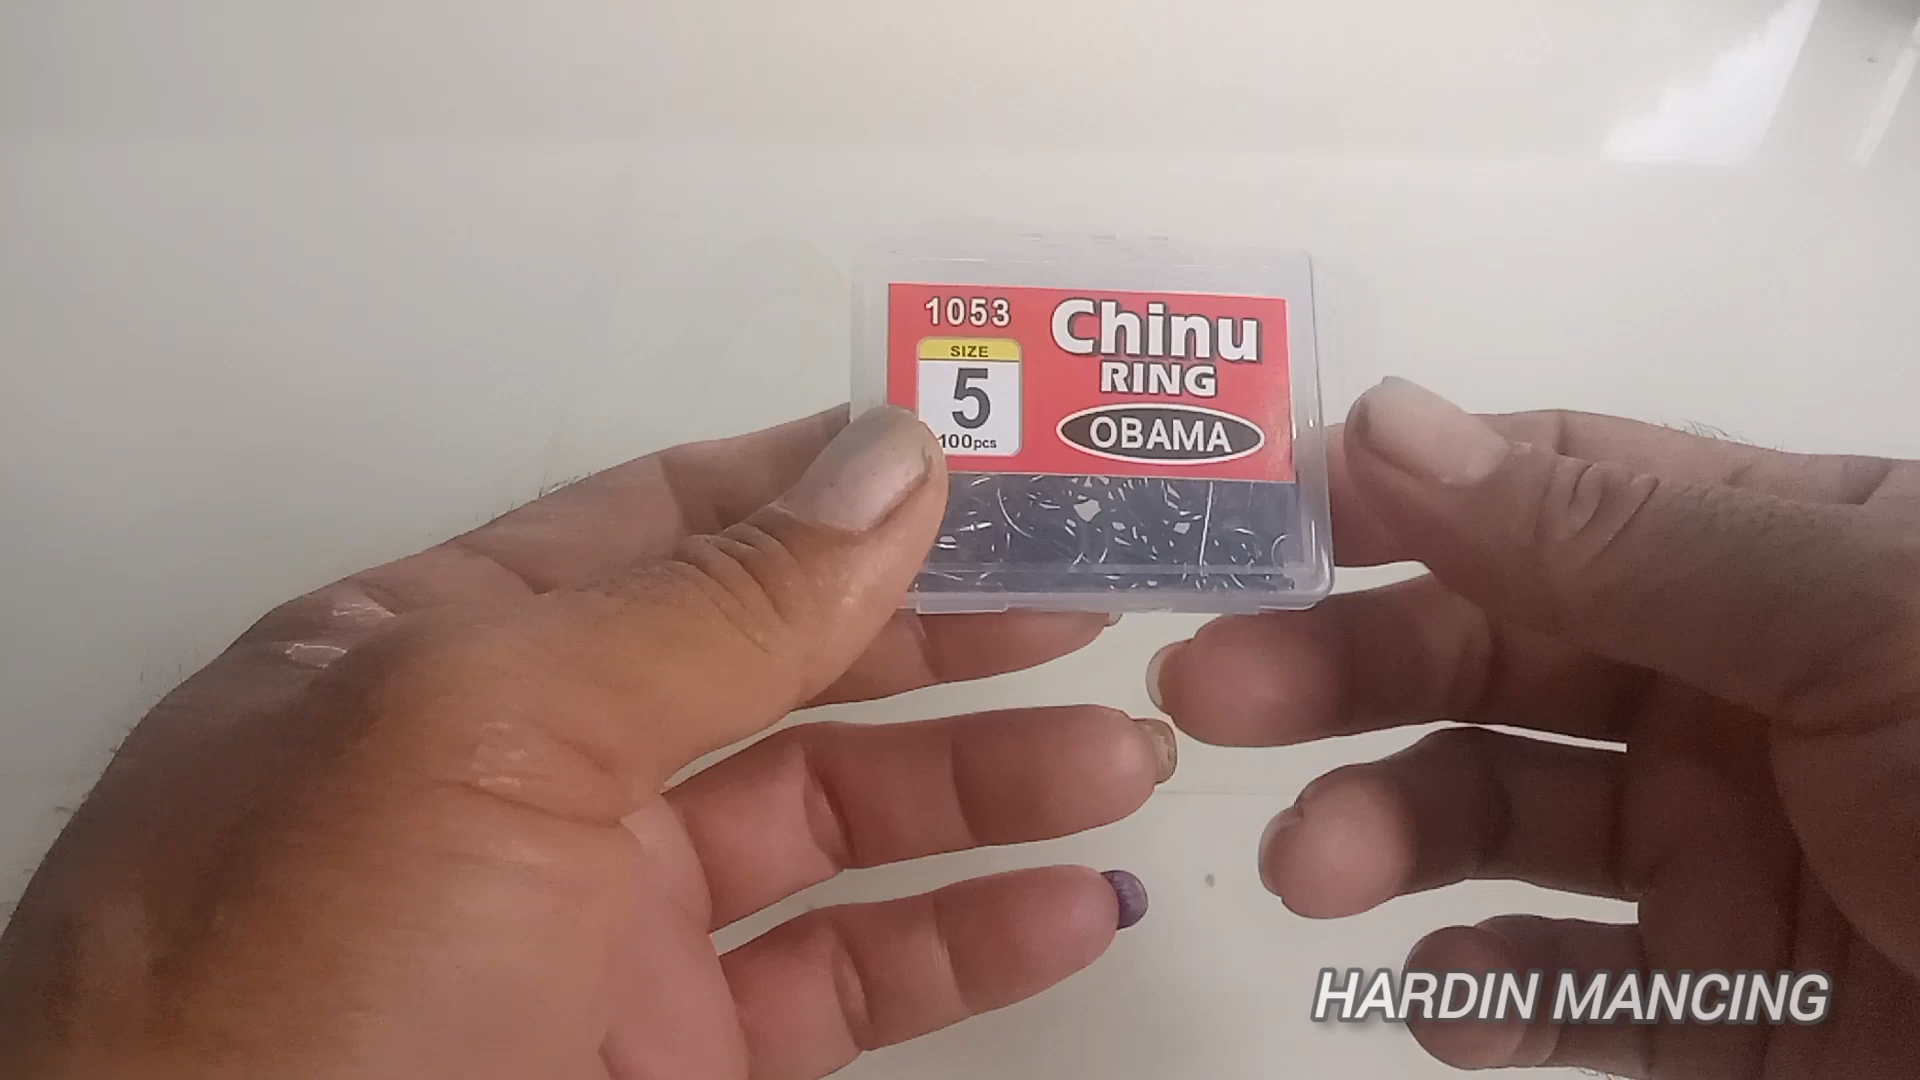 1053
SIZE
5
100pcs
Chinu
RING
OBAMA
HARDIN MANCING